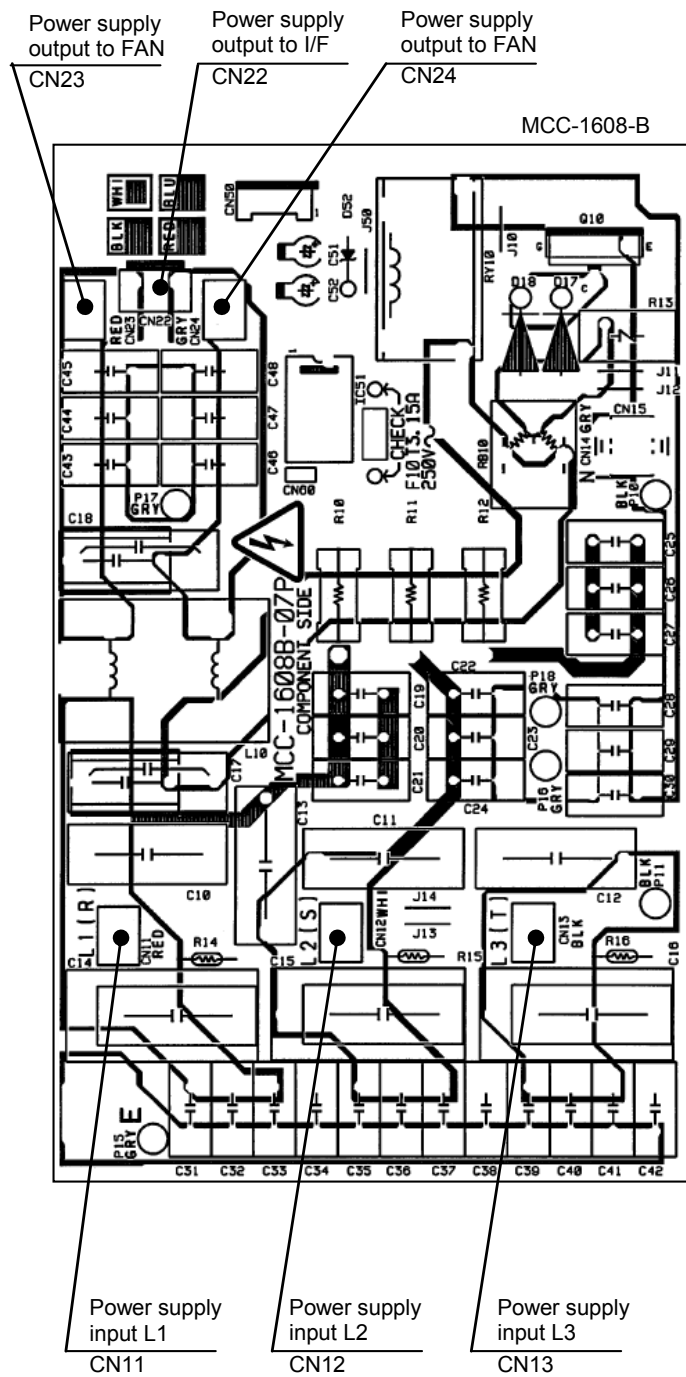 Power supply
output to FAN
CN23
Power supply
output to I/F
CN22
Power supply
output to FAN
CN24
MCC-1608-B
WHI
BLU
BLK
RED
CN50
1
D52
J50
C51
C52
RY10
J10
Q10
G
E
C
D18
D17
R13
J11
J12
RED
CN23
CN22
GRY
CN24
C45
C48
C44
C47
C43
C46
IC51
CHECK
F10T3.15A
250V
CN60
RB10
CN15
CN14
GRY
N
BLK
P10
P17
GRY
C18
R10
R11
R12
C25
C26
C27
MCC-1608B-07P
COMPONENT SIDE
C22
C19
C20
C21
P18
GRY
C23
P16
GRY
C24
C28
C29
C30
L10
C17
C13
C11
C10
C12
BLK
P11
L1(R)
CN11
RED
R14
C14
C15
L2(S)
CN12
WHI
J14
J13
R15
L3(T)
CN13
BLK
R16
C16
P15
GRY
E
C31
C32
C33
C34
C35
C36
C37
C38
C39
C40
C41
C42
Power supply
input L1
CN11
Power supply
input L2
CN12
Power supply
input L3
CN13